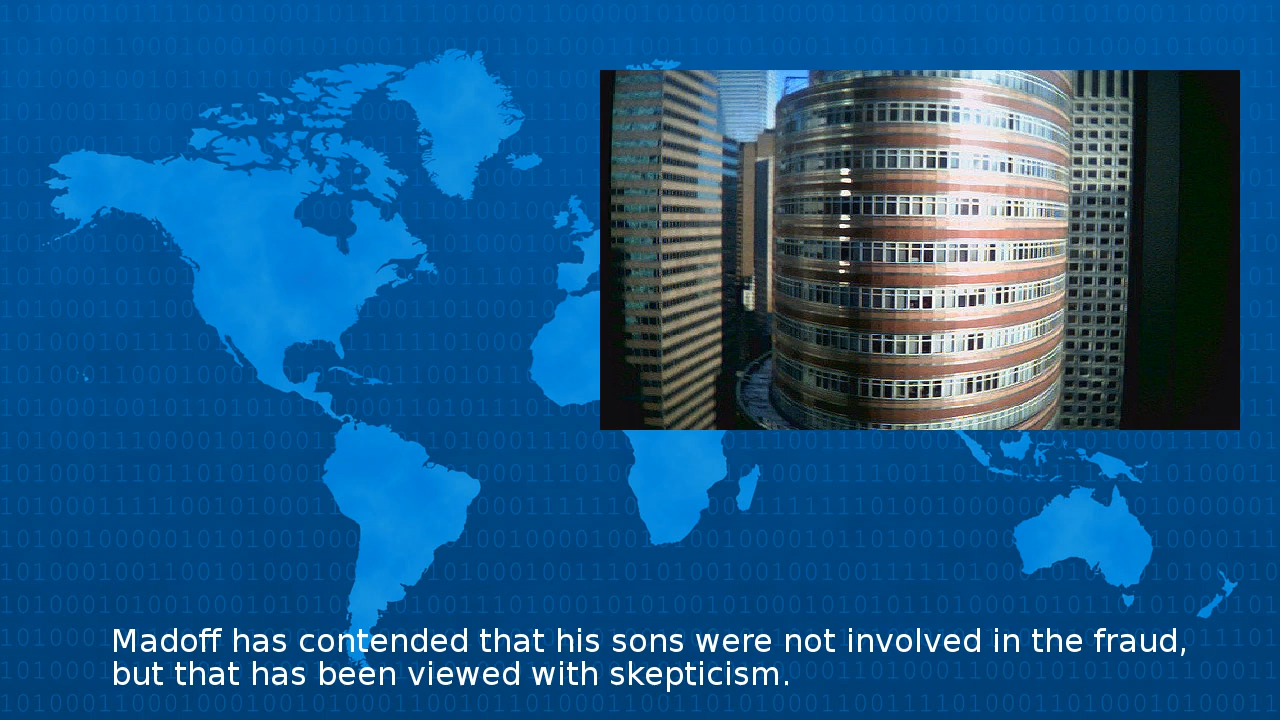 Madoff has contended that his sons were not involved in the fraud,
but that has been viewed with skepticism.